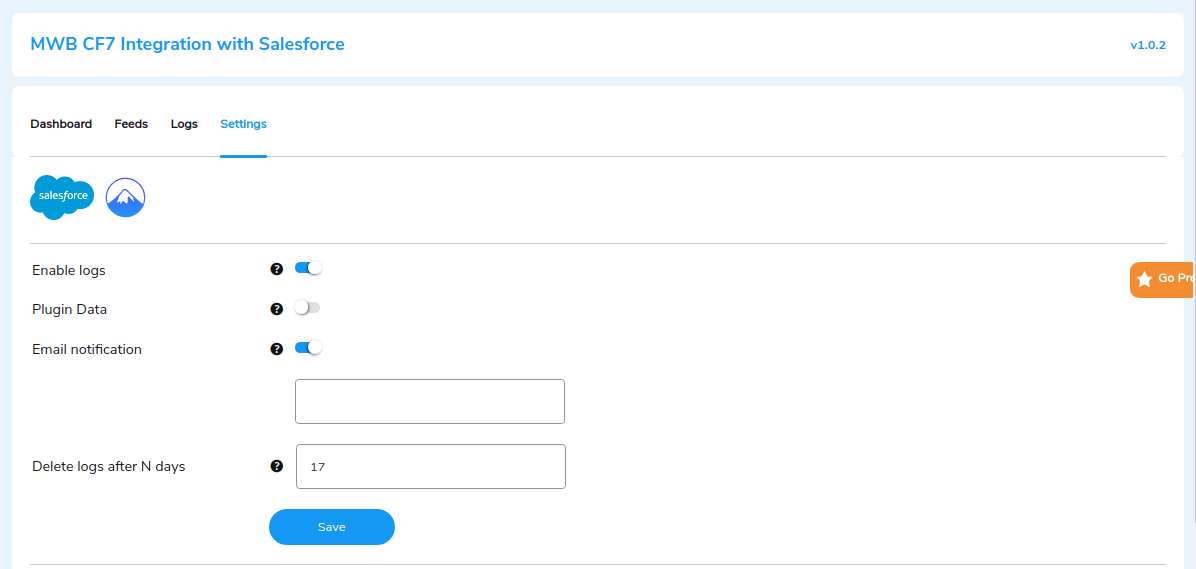 MWB CF7 Integration with Salesforce
v1.0.2
Dashboard Feeds Logs Settings
salesforce
Enable logs
Go Pre
Plugin Data
Email notification
Delete logs after N days
17
Save